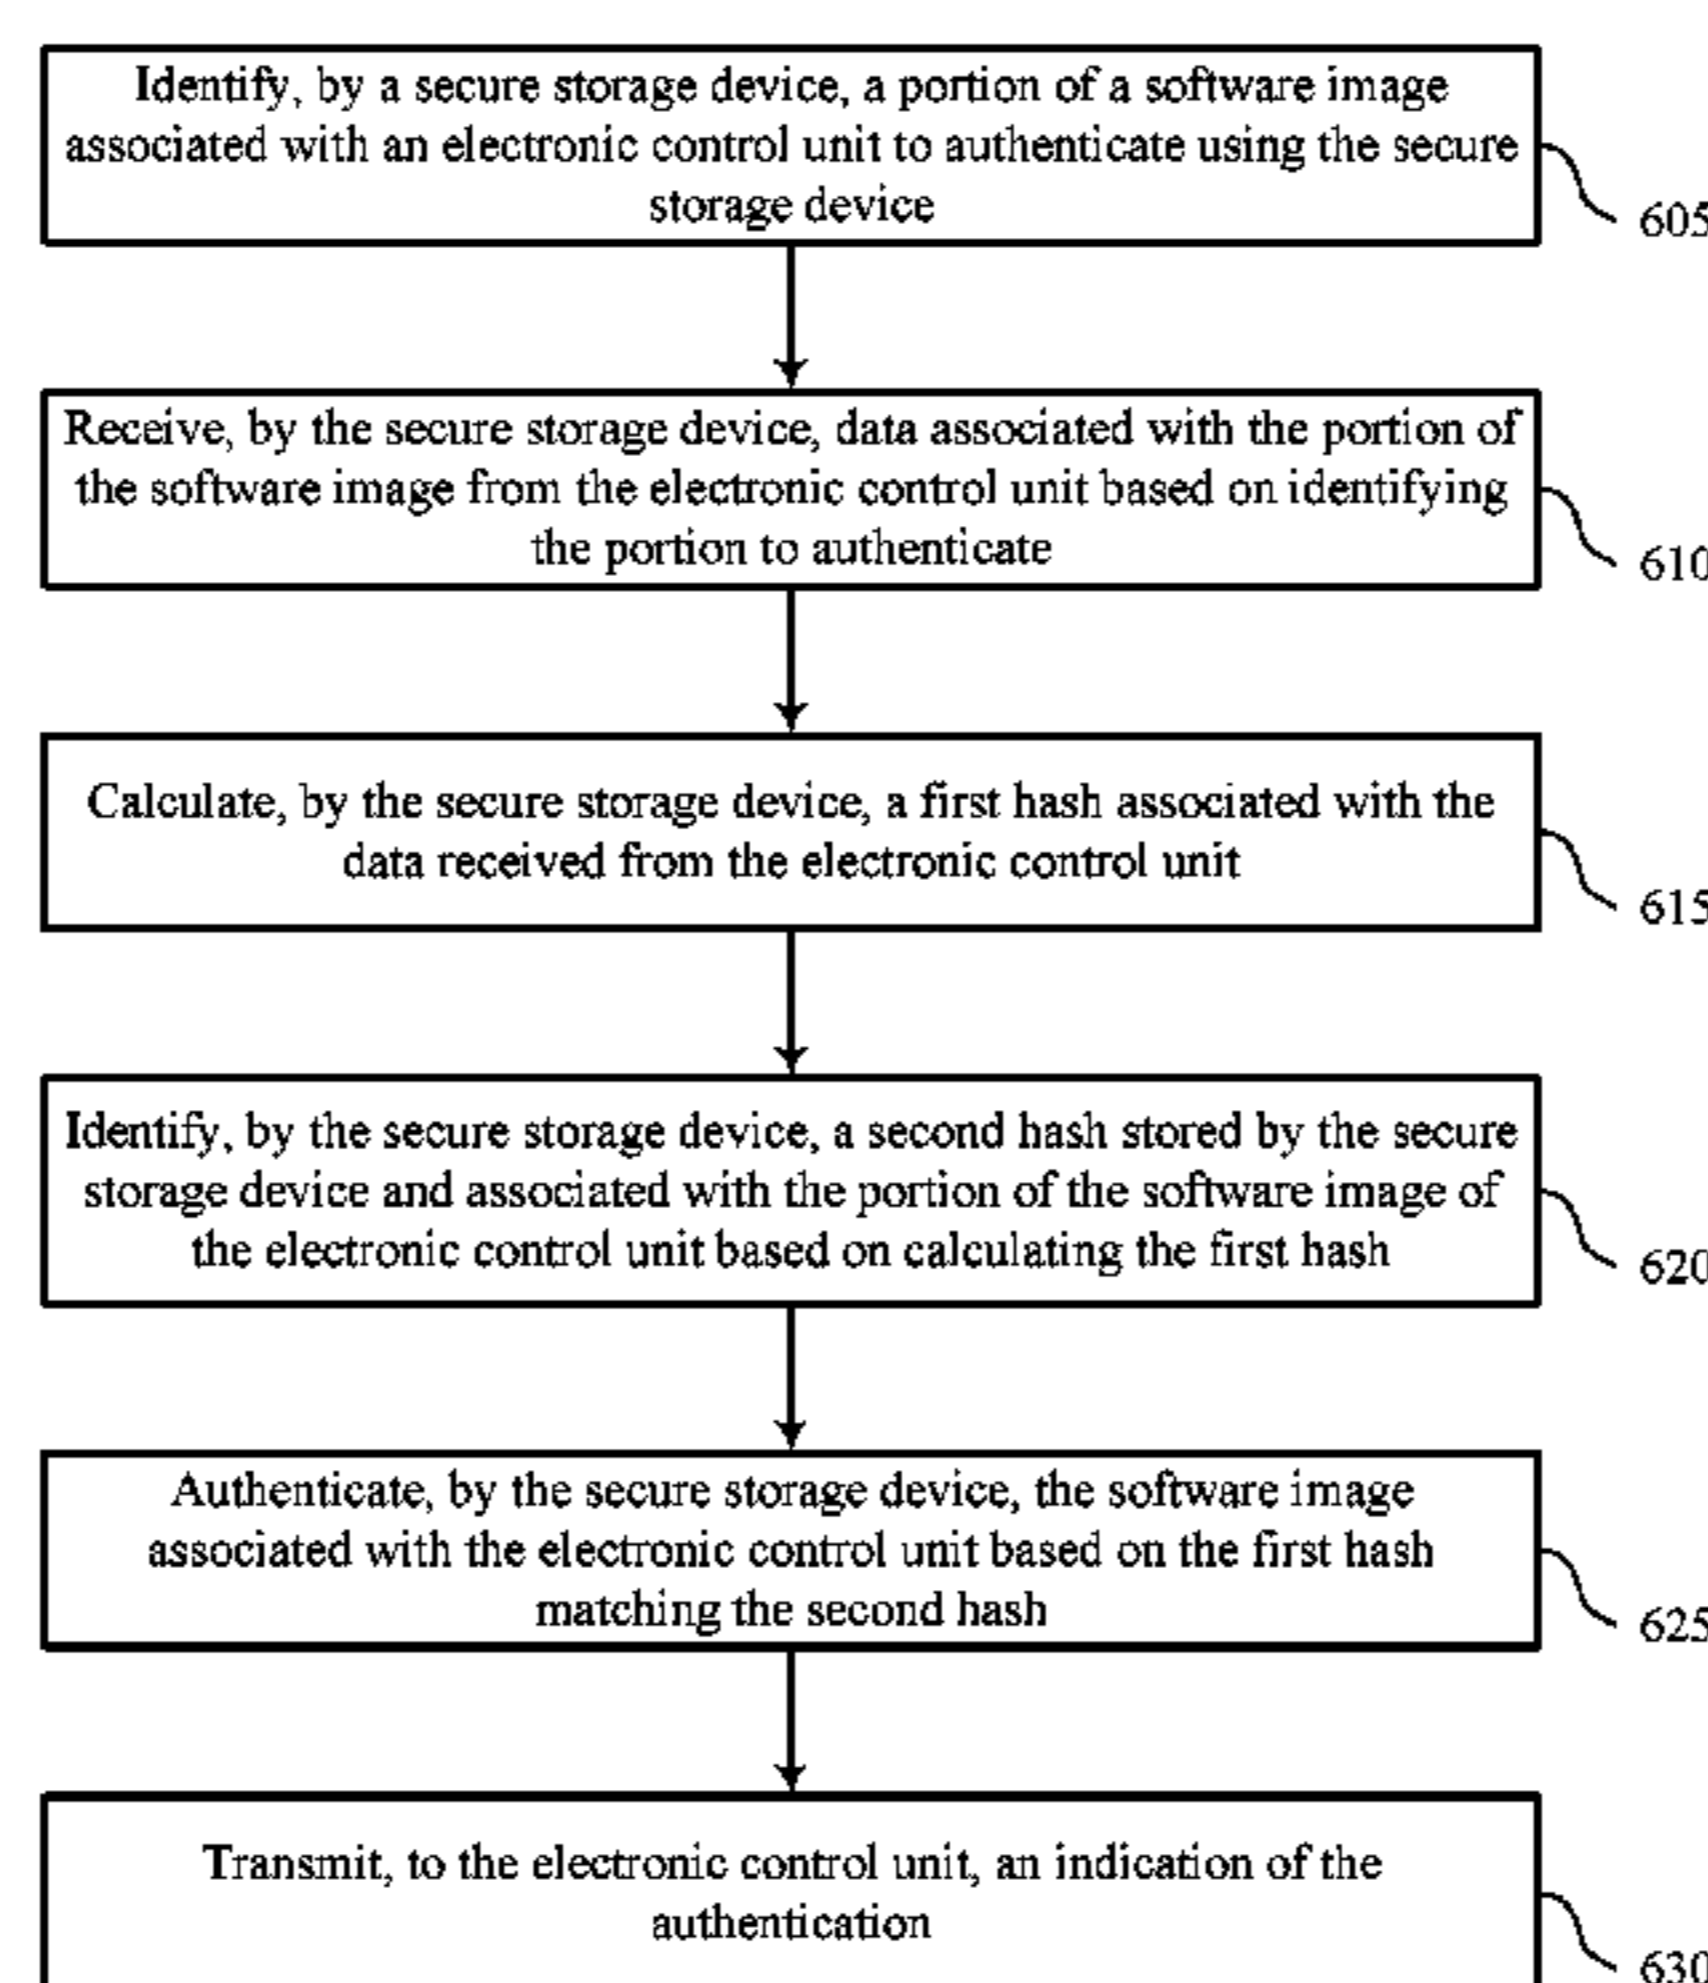 Identify, by a secure storage device, a portion of a software image
associated with an electronic control unit to authenticate using the secure
storage device
605
Receive, by the secure storage device, data associated with the portion of
the software image from the electronic control unit based on identifying
the portion to authenticate
610
Calculate, by the secure storage device, a first hash associated with the
data received from the electronic control unit
615
Identify, by the secure storage device, a second hash stored by the secure
storage device and associated with the portion of the software image of
the electronic control unit based on calculating the first hash
620
Authenticate, by the secure storage device, the software image
associated with the electronic control unit based on the first hash
matching the second hash
625
Transmit, to the electronic control unit, an indication of the
authentication
630